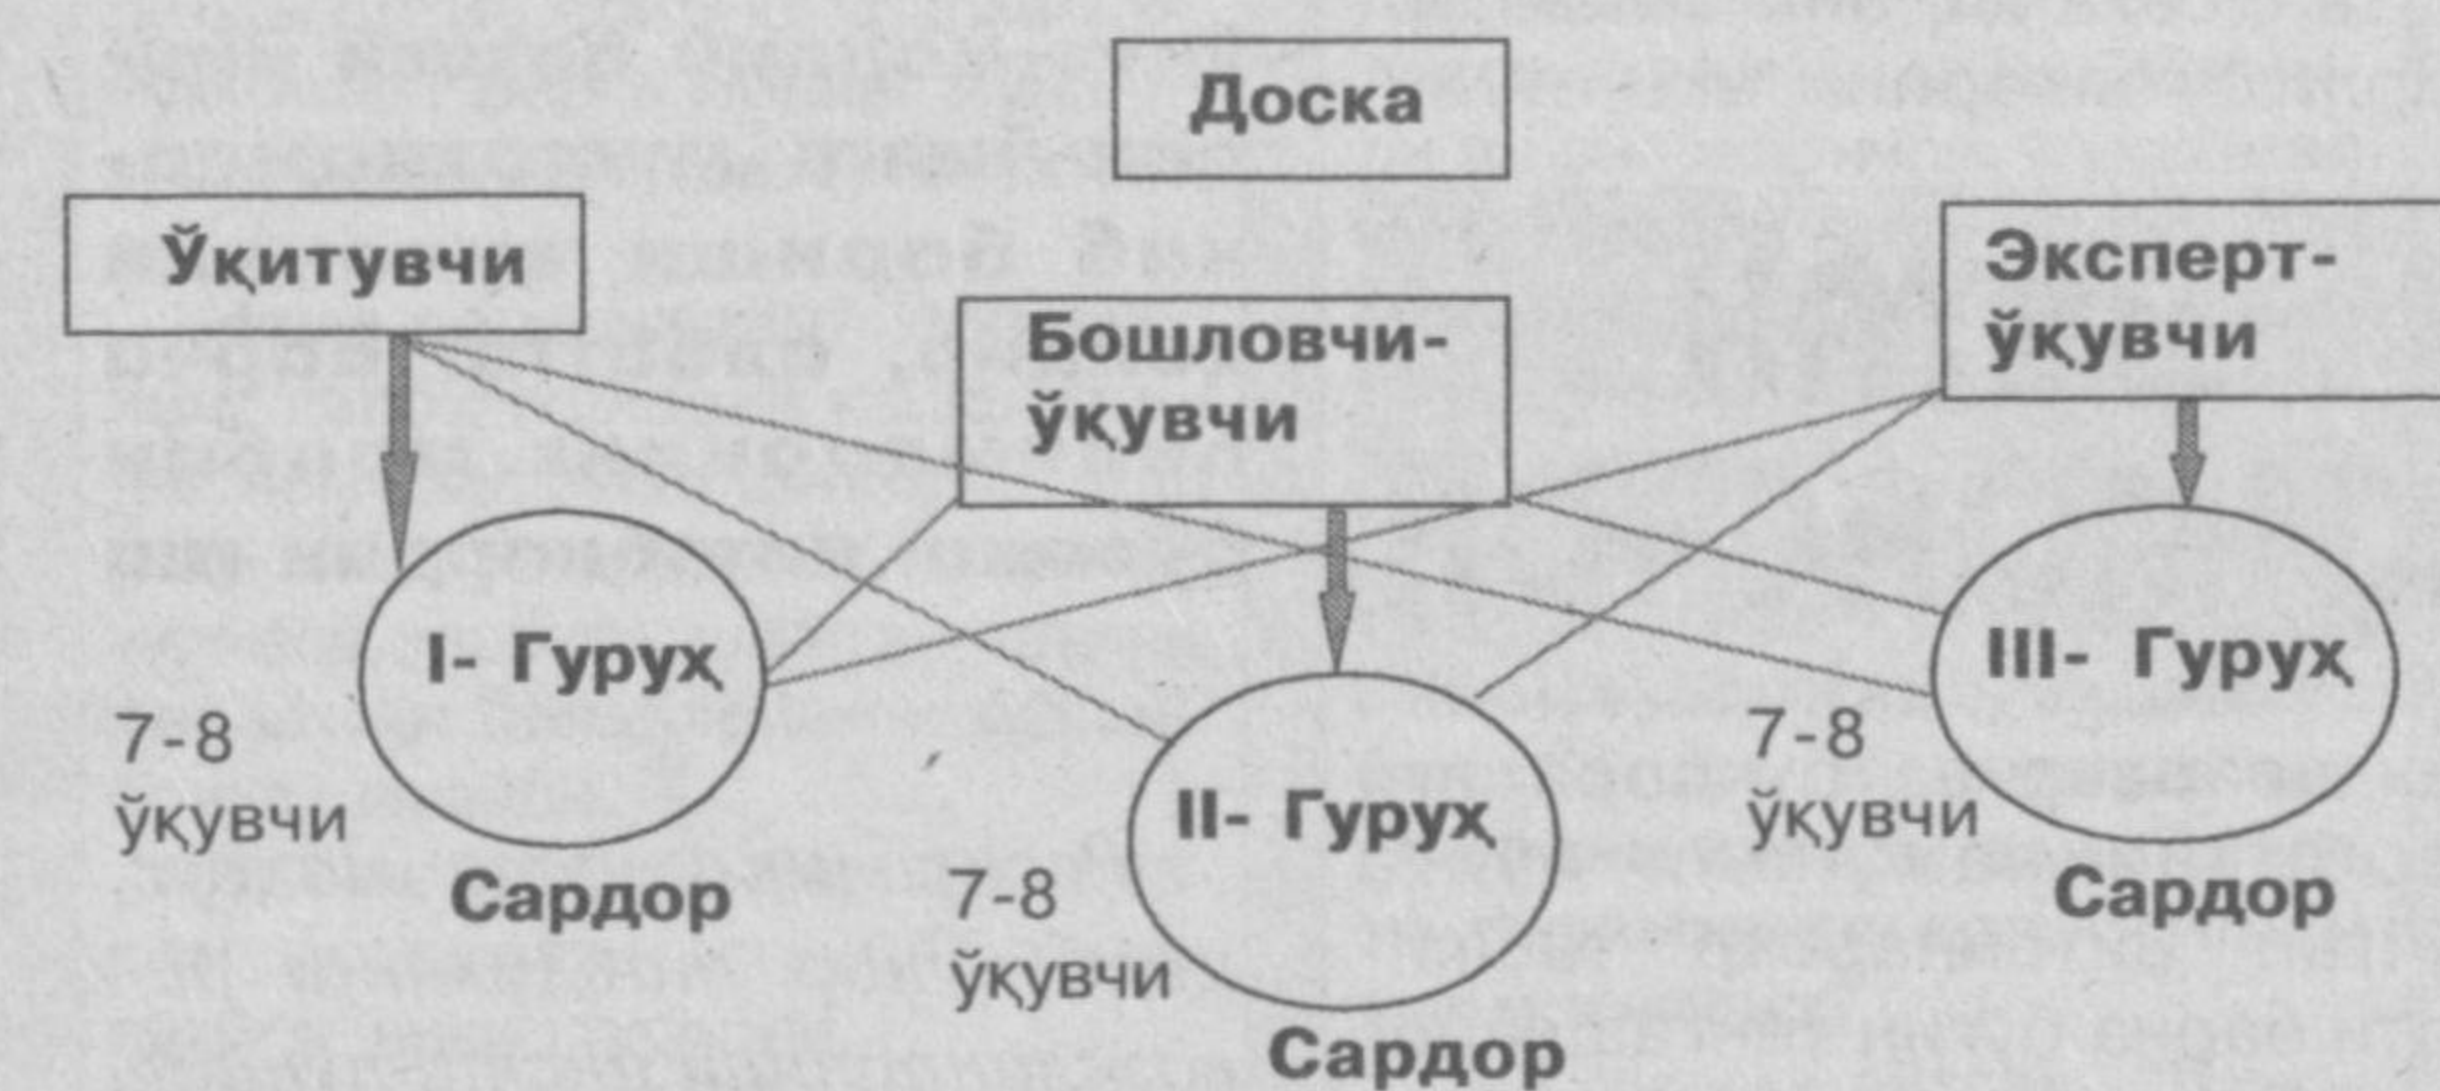 Доска
Ўқитувчи
Бошловчи-
ўқувчи
Эксперт-
ўқувчи
I- Гуруҳ
7-8
ўқувчи
Сардор
II- Гуруҳ
7-8
ўқувчи
Сардор
III- Гуруҳ
7-8
ўқувчи
Сардор